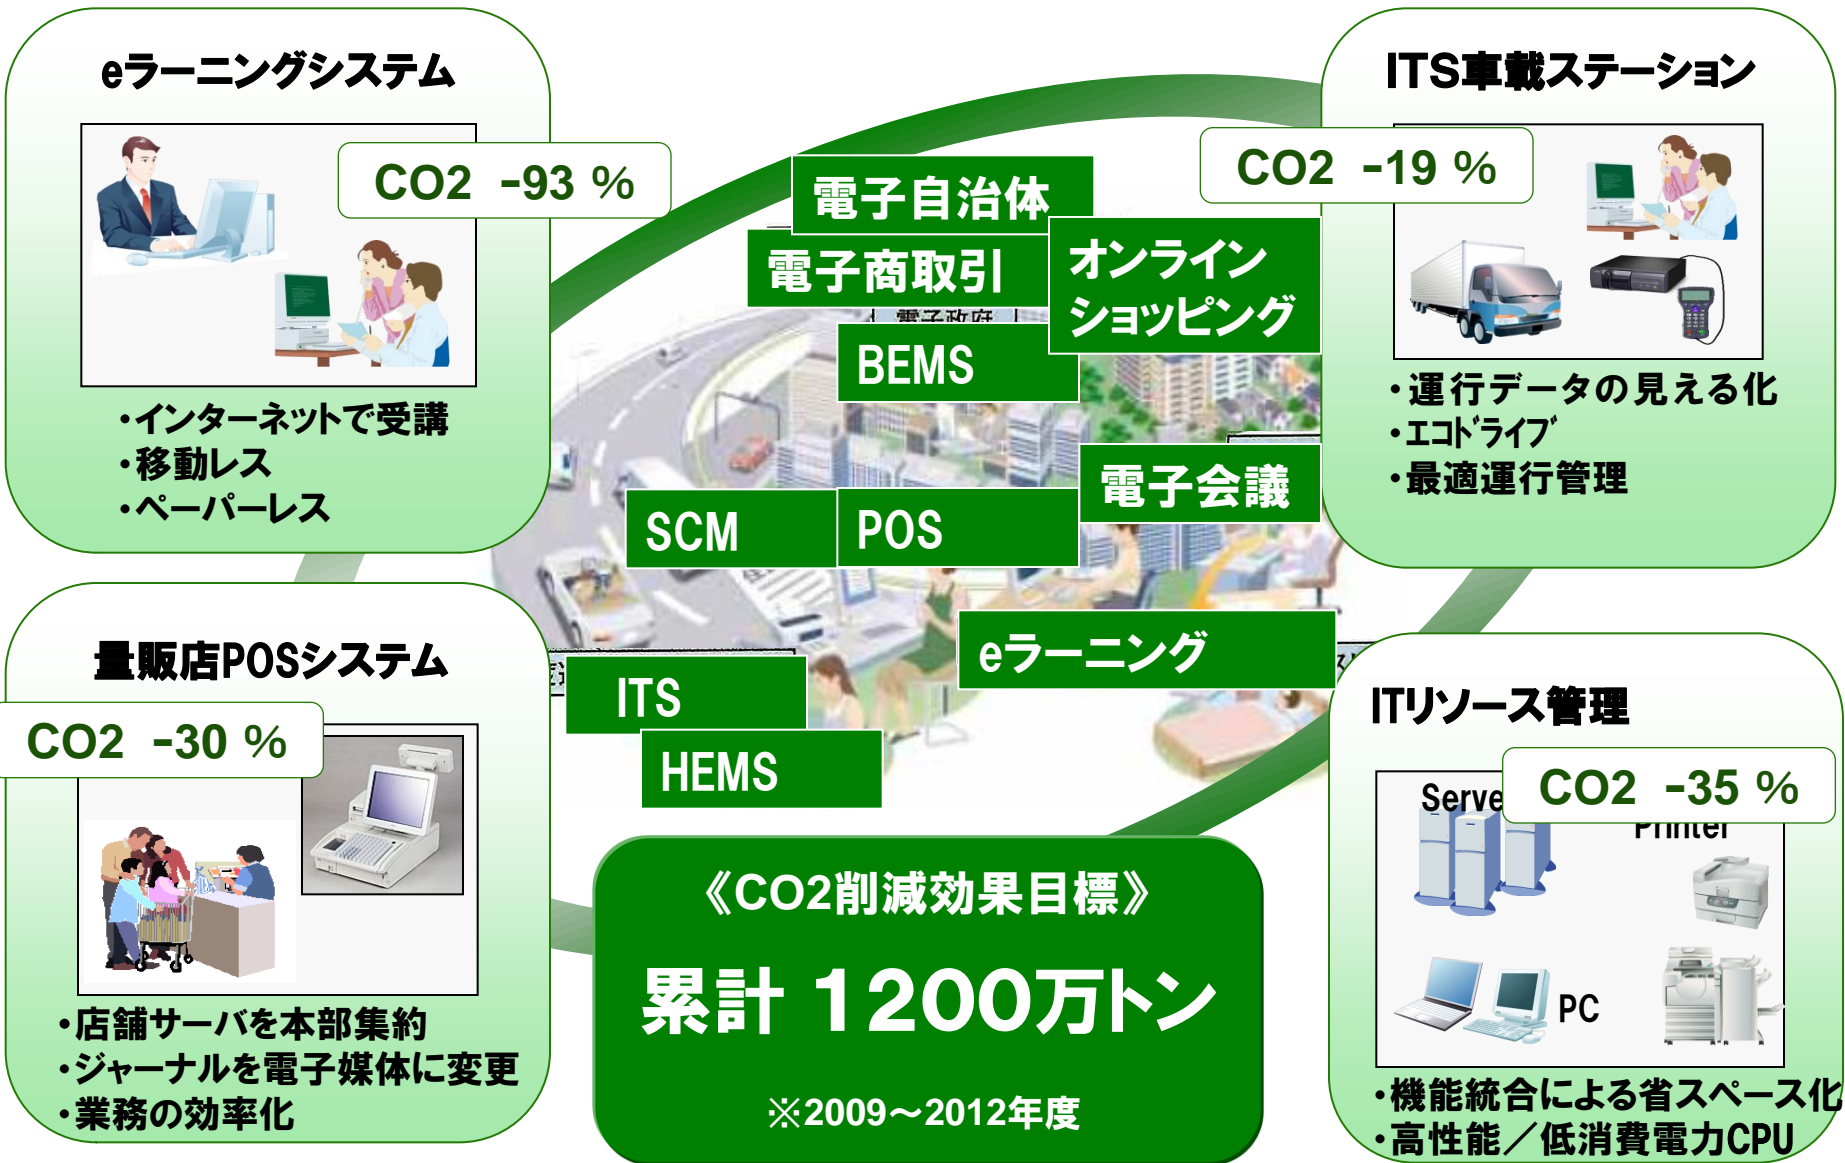 eラーニングシステム
CO2 -93 %
・インターネットで受講
・移動レス
・ペーパーレス
ITS車載ステーション
CO2 -19 %
・運行データの見える化
・エコドライブ
・最適運行管理
電子自治体
電子商取引
オンライン
ショッピング
電子政府
BEMS
電子会議
SCM
POS
eラーニング
ITS
HEMS
量販店POSシステム
CO2 -30 %
・店舗サーバを本部集約
・ジャーナルを電子媒体に変更
・業務の効率化
《CO2削減効果目標》
累計 1200万トン
※2009～2012年度
ITリソース管理
CO2 -35 %
Serve
Printer
PC
・機能統合による省スペース化
・高性能／低消費電力CPU